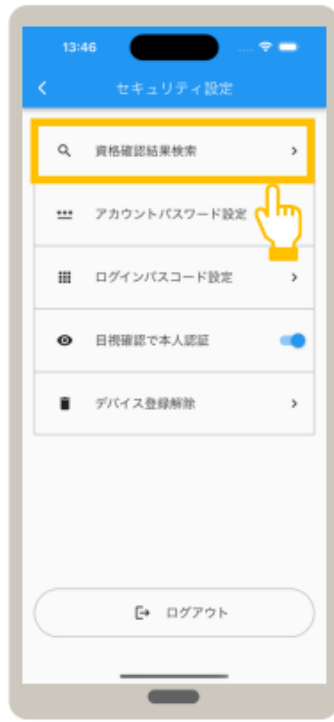 13:46
セキュリティ設定
資格確認結果検索
アカウントパスワード設定
ログインパスコード設定
目視確認で本人認証
デバイス登録解除
ログアウト